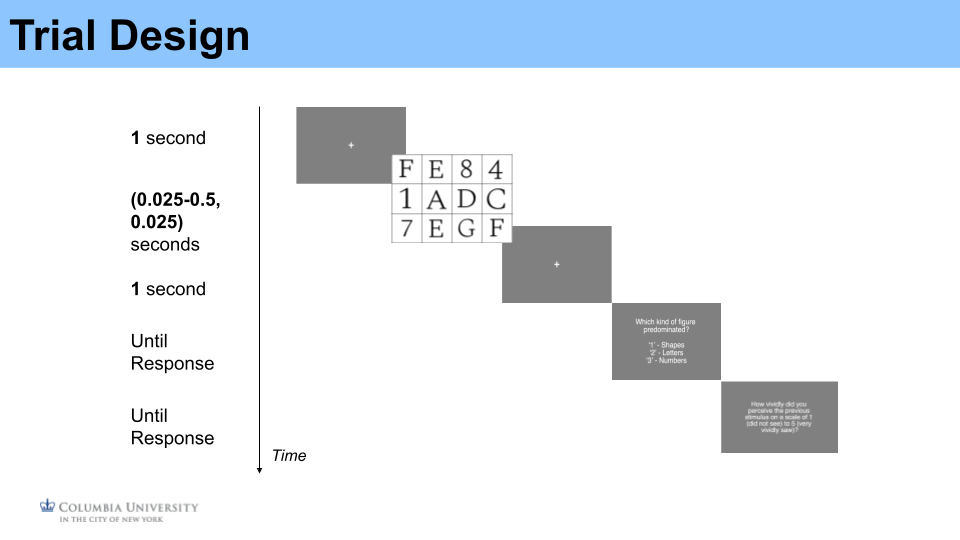 Trial Design
1 second
+
F E 8 4
1 A D C
7 E G F
(0.025-0.5,
0.025)
seconds
+
1 second
Which kind of figure
predominated?
'1' - Shapes
'2' - Letters
'3' - Numbers
Until
Response
How vividly did you
perceive the previous
stimulus on a scale of 1
(did not see) to 5 (very
vividly saw)?
Until
Response
Time
COLUMBIA UNIVERSITY
IN THE CITY OF NEW YORK